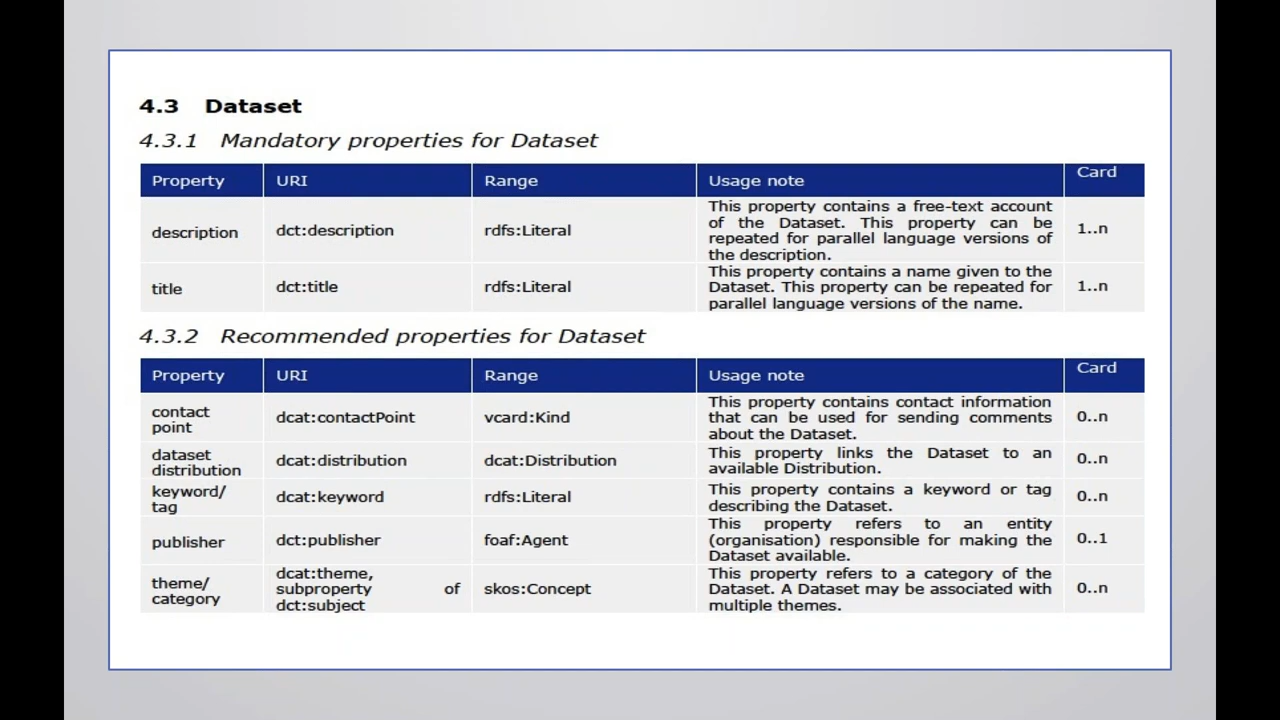 4.3 Dataset
4.3.1 Mandatory properties for Dataset
Property URI Range Usage note Card
description dct:description rdfs:Literal This property contains a free-text account
of the Dataset. This property can be
repeated for parallel language versions of
the description. 1..n
title dct:title rdfs:Literal This property contains a name given to the
Dataset. This property can be repeated for
parallel language versions of the name. 1..n
4.3.2 Recommended properties for Dataset
Property URI Range Usage note Card
contact
point dcat:contactPoint vcard:Kind This property contains contact information
that can be used for sending comments
about the Dataset. 0..n
dataset
distribution dcat:distribution dcat:Distribution This property links the Dataset to an
available Distribution. 0..n
keyword/
tag dcat:keyword rdfs:Literal This property contains a keyword or tag
describing the Dataset. 0..n
publisher dct:publisher foaf:Agent This property refers to an entity
(organisation) responsible for making the
Dataset available. 0..1
theme/
category dcat:theme,
subproperty of
dct:subject skos:Concept This property refers to a category of the
Dataset. A Dataset may be associated with
multiple themes. 0..n